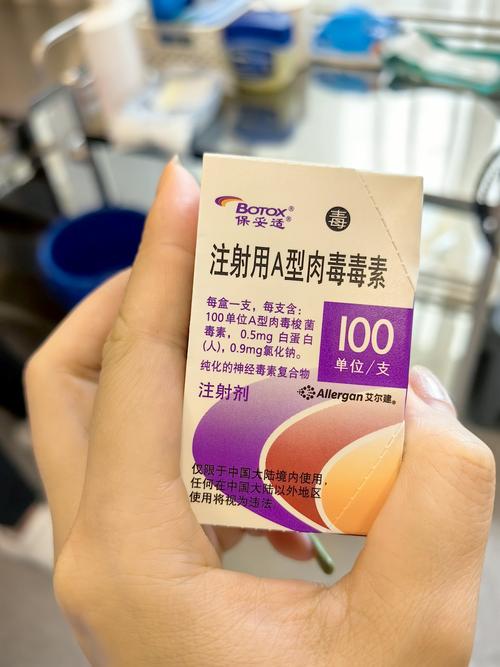 BOTOX®
保妥适®
毒
注射用A型肉毒毒素
每盒一支，每支含：
100单位A型肉毒梭菌
毒素，0.5mg 白蛋白
(人)，0.9mg氯化钠。
100
单位/支
纯化的神经毒素复合物
注射剂
Allergan 艾尔建®
仅限于中国大陆境内使用，
任何在中国大陆以外地区
使用将视为违法